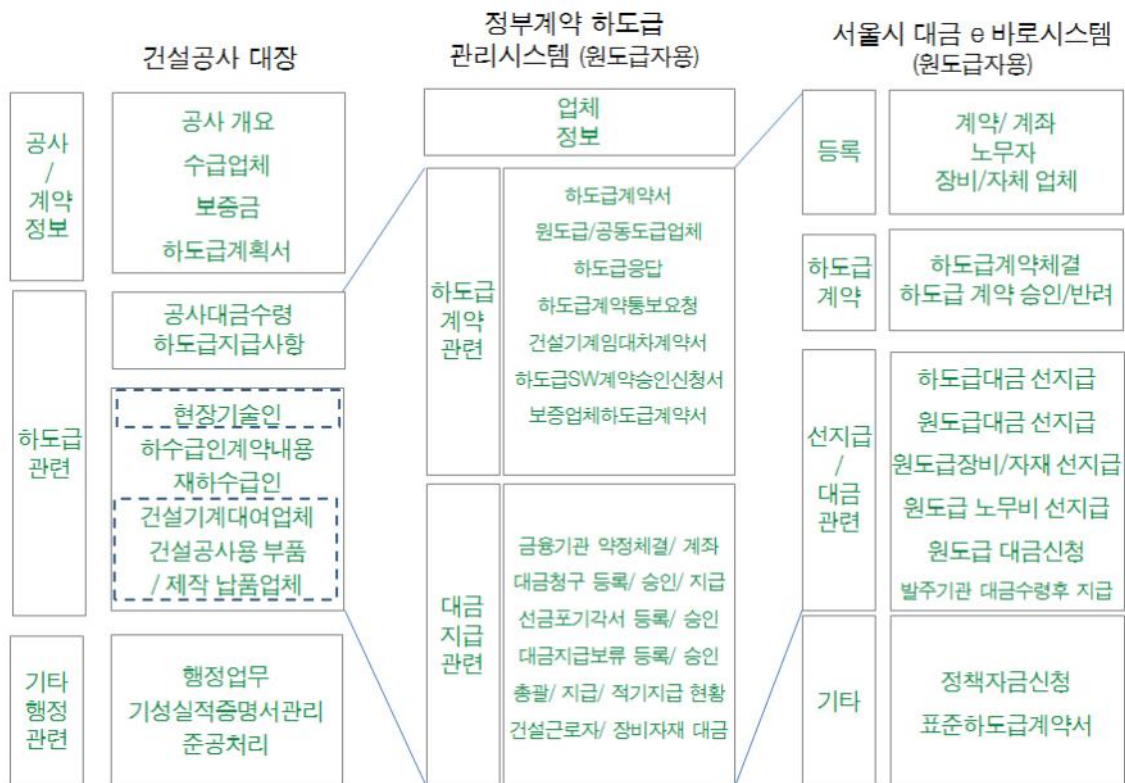 건설공사 대장
공사
/
계약
정보
공사 개요
수급업체
보증금
하도급계획서
하도급
관련
공사대금수령
하도급지급사항
현장기술인
하수급인계약내용
재하수급인
건설기계대여업체
건설공사용 부품
/ 제작 납품업체
기타
행정
관련
행정업무
기성실적증명서관리
준공처리
정부계약 하도급
관리시스템 (원도급자용)
업체
정보
하도급
계약
관련
하도급계약서
원도급/공동도급업체
하도급응답
하도급계약통보요청
건설기계임대차계약서
하도급SW계약승인신청서
보증업체하도급계약서
대금
지급
관련
금융기관 약정체결/ 계좌
대금청구 등록/ 승인/ 지급
선금포기각서 등록/ 승인
대금지급보류 등록/ 승인
총괄/ 지급/ 적기지급 현황
건설근로자/ 장비자재 대금
서울시 대금 e 바로시스템
(원도급자용)
등록
계약/ 계좌
노무자
장비/자체 업체
하도급
계약
하도급계약체결
하도급 계약 승인/반려
선지급
/
대금
관련
하도급대금 선지급
원도급대금 선지급
원도급장비/자재 선지급
원도급 노무비 선지급
원도급 대금신청
발주기관 대금수령후 지급
기타
정책자금신청
표준하도급계약서